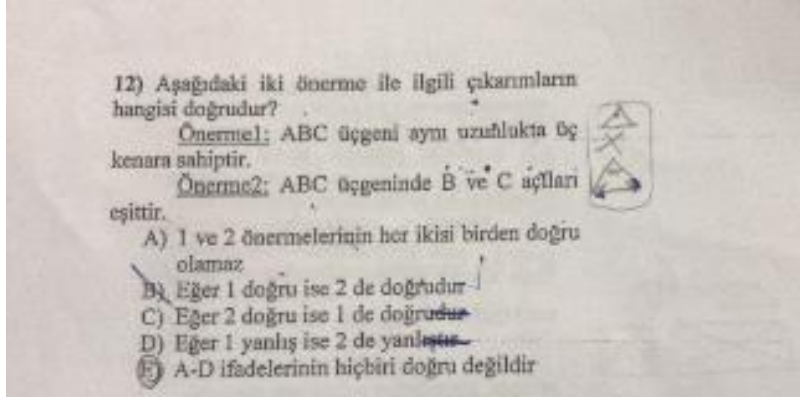 12) Aşağıdaki iki önerme ile ilgili çıkarımların
hangisi doğrudur?
Önerme1: ABC üçgeni aynı uzunlukta üç
kenara sahiptir.
Önerme2: ABC üçgeninde B ve C açıları
eşittir.
A) 1 ve 2 önermelerinin her ikisi birden doğru
olamaz
B) Eğer 1 doğru ise 2 de doğrudur
C) Eğer 2 doğru ise 1 de doğrudur
D) Eğer 1 yanlış ise 2 de yanlıştır
E) A-D ifadelerinin hiçbiri doğru değildir